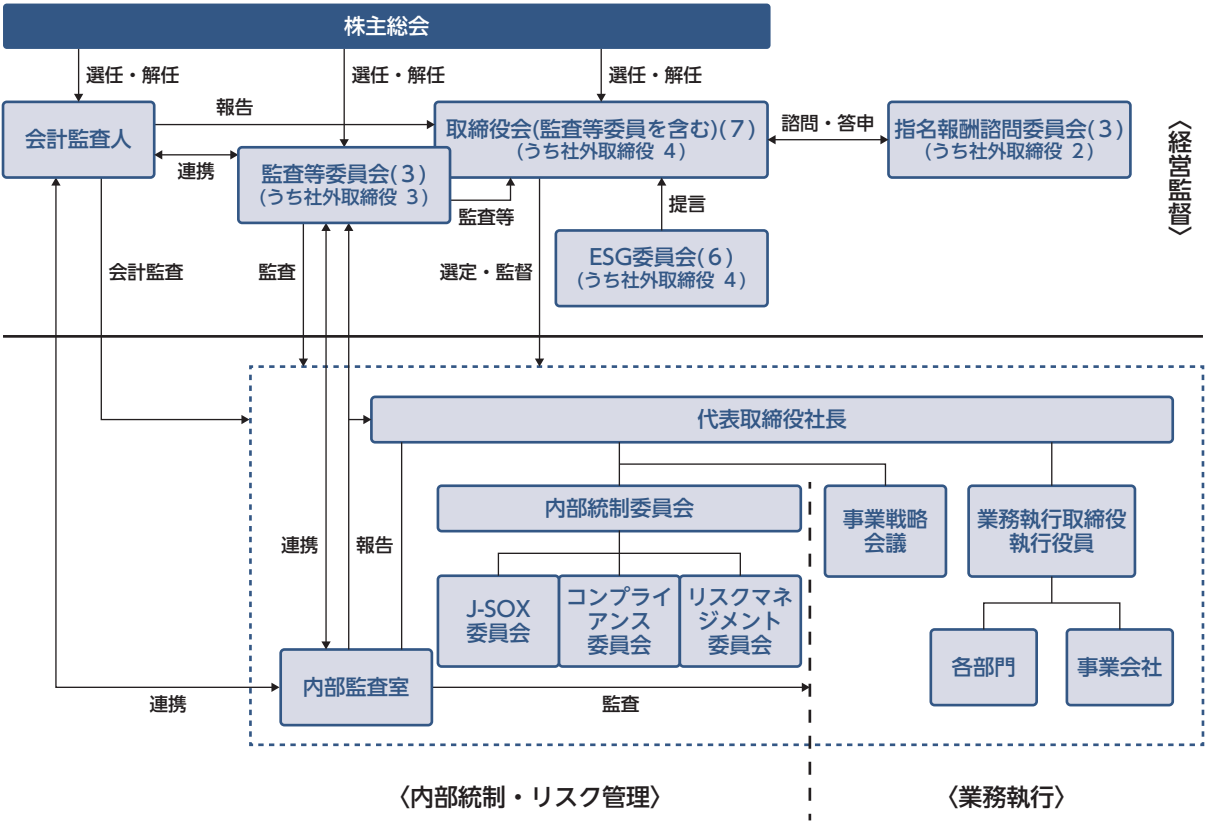 株主総会
選任・解任
選任・解任
選任・解任
会計監査人
報告
取締役会(監査等委員を含む)(7)
(うち社外取締役 4)
諮問・答申
指名報酬諮問委員会(3)
(うち社外取締役 2)
〈経営監督〉
連携
監査等委員会(3)
(うち社外取締役 3)
監査等
提言
ESG委員会(6)
(うち社外取締役 4)
会計監査
監査
選定・監督
代表取締役社長
内部統制委員会
事業戦略
会議
業務執行取締役
執行役員
連携
報告
J-SOX
委員会
コンプライ
アンス
委員会
リスクマネ
ジメント
委員会
各部門
事業会社
内部監査室
連携
監査
〈内部統制・リスク管理〉
〈業務執行〉